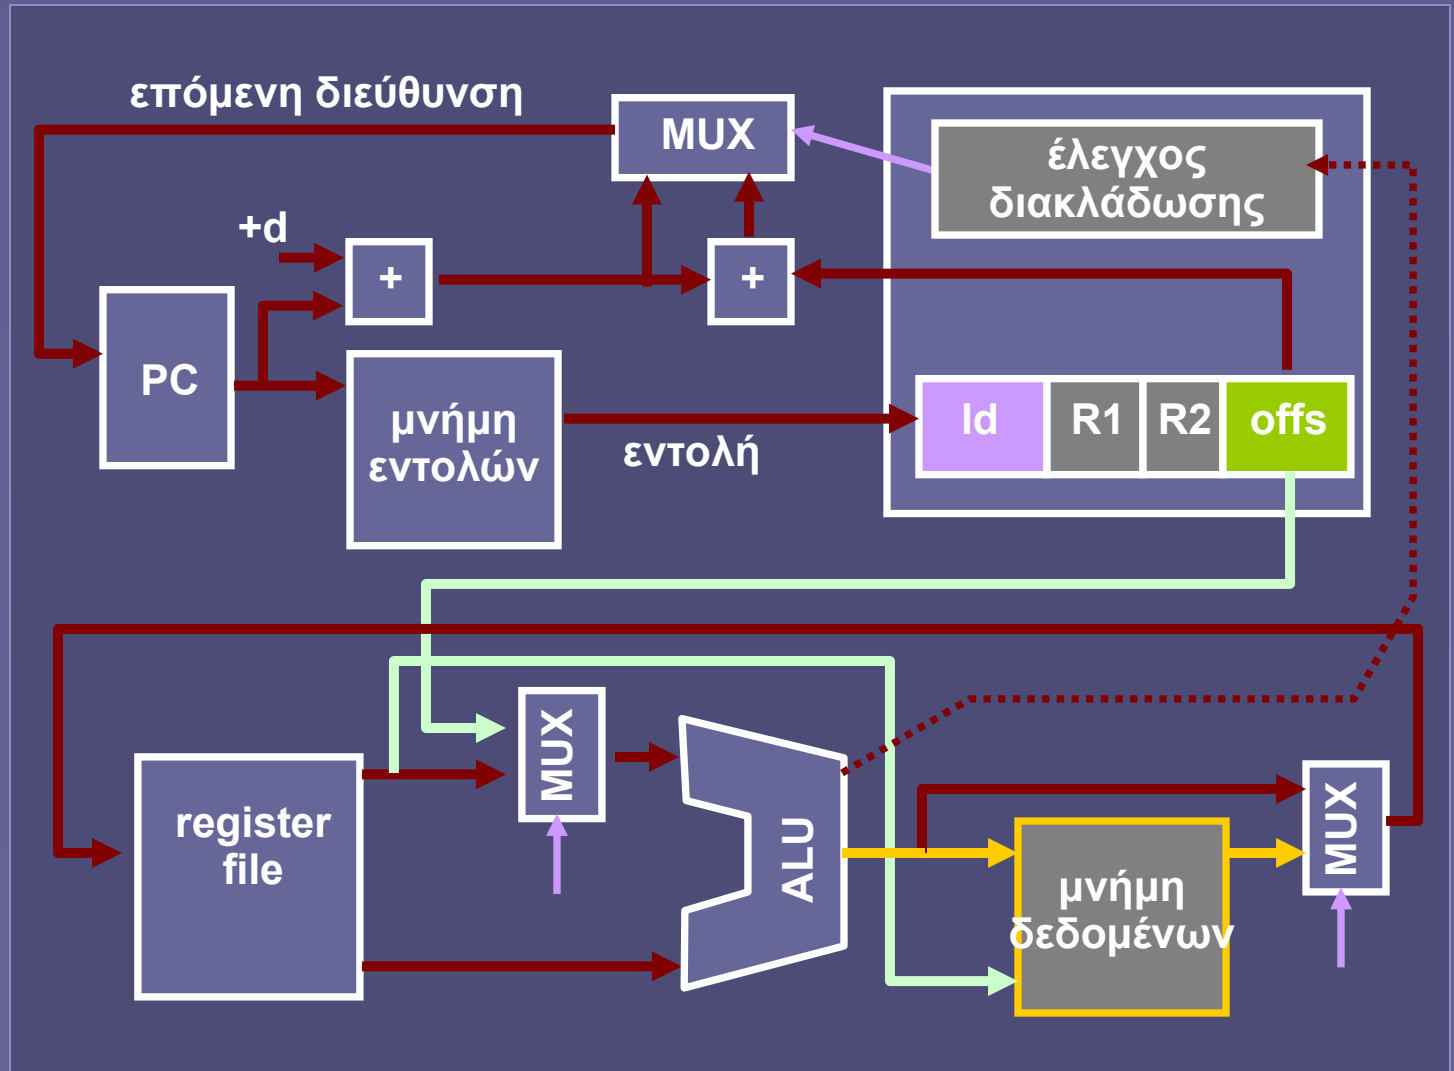 επόμενη διεύθυνση
MUX
έλεγχος
διακλάδωσης
+d
+
+
PC
μνήμη
εντολών
εντολή
ld
R1
R2
offs
MUX
register
file
ALU
MUX
μνήμη
δεδομένων